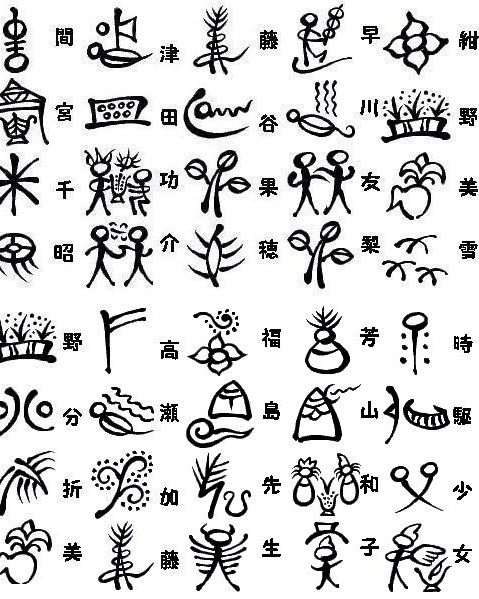 紺野美雪
早川友梨
藤谷果穂
津田功介
間宮千昭
時駆少女
芳山和子
福島先生
高瀬加藤
野分折美